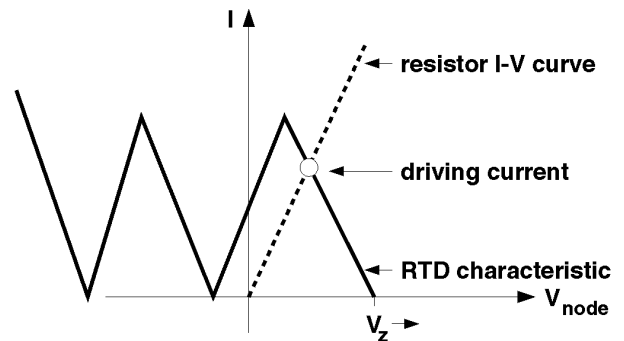 I
resistor I-V curve
driving current
RTD characteristic
Vnode
Vz